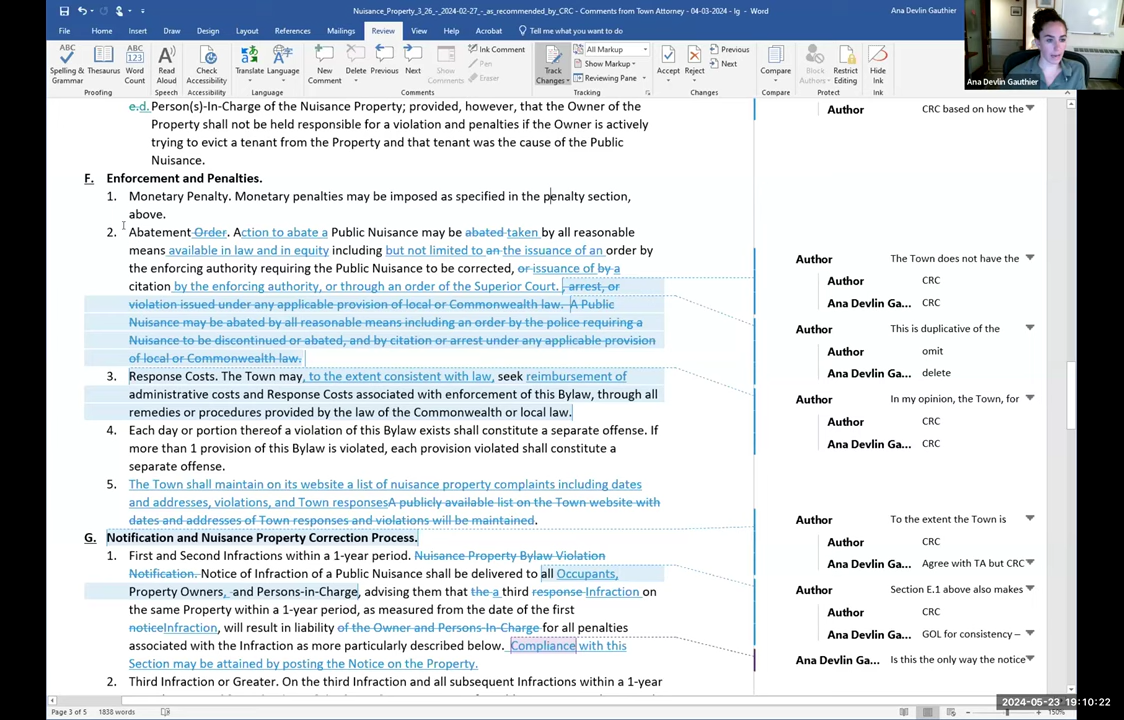 Nuisance_Property_3_26_-_2024-02-27_-_as_recommended_by_CRC - Comments from Town Attorney - 04-03-2024 - lg - Word
Ana Devlin Gauthier
File Home Insert Draw Design Layout References Mailings Review View Help Acrobat Tell me what you want to do
Spelling & Grammar
Thesaurus
Word Count
Read Aloud
Check Accessibility
Translate
Language
New Comment
Delete
Previous
Next
Show Comments
Ink Comment
Pen
Eraser
Track Changes
All Markup
Show Markup
Reviewing Pane
Accept
Reject
Previous
Next
Compare
Block Authors
Restrict Editing
Hide Ink
Proofing Speech Accessibility Language Comments Tracking Changes Compare Protect Ink
Ana Devlin Gauthier
e.d. Person(s)-In-Charge of the Nuisance Property; provided, however, that the Owner of the
Property shall not be held responsible for a violation and penalties if the Owner is actively
trying to evict a tenant from the Property and that tenant was the cause of the Public
Nuisance.
F. Enforcement and Penalties.
1. Monetary Penalty. Monetary penalties may be imposed as specified in the penalty section,
above.
2. Abatement Order. Action to abate a Public Nuisance may be abated taken by all reasonable
means available in law and in equity including but not limited to an the issuance of an order by
the enforcing authority requiring the Public Nuisance to be corrected, or issuance of by a
citation by the enforcing authority, or through an order of the Superior Court. , arrest, or
violation issued under any applicable provision of local or Commonwealth law. A Public
Nuisance may be abated by all reasonable means including an order by the police requiring a
Nuisance to be discontinued or abated, and by citation or arrest under any applicable provision
of local or Commonwealth law.
3. Response Costs. The Town may, to the extent consistent with law, seek reimbursement of
administrative costs and Response Costs associated with enforcement of this Bylaw, through all
remedies or procedures provided by the law of the Commonwealth or local law.
4. Each day or portion thereof a violation of this Bylaw exists shall constitute a separate offense. If
more than 1 provision of this Bylaw is violated, each provision violated shall constitute a
separate offense.
5. The Town shall maintain on its website a list of nuisance property complaints including dates
and addresses, violations, and Town responsesA publicly available list on the Town website with
dates and addresses of Town responses and violations will be maintained.
G. Notification and Nuisance Property Correction Process.
1. First and Second Infractions within a 1-year period. Nuisance Property Bylaw Violation
Notification. Notice of Infraction of a Public Nuisance shall be delivered to all Occupants,
Property Owners, and Persons-in-Charge, advising them that the a third response Infraction on
the same Property within a 1-year period, as measured from the date of the first
noticeInfraction, will result in liability of the Owner and Persons-In-Charge for all penalties
associated with the Infraction as more particularly described below. Compliance with this
Section may be attained by posting the Notice on the Property.
2. Third Infraction or Greater. On the third Infraction and all subsequent Infractions within a 1-year
Author CRC based on how the
Author The Town does not have the
Author CRC
Ana Devlin Ga... CRC
Author This is duplicative of the
Author omit
Ana Devlin Ga... delete
Author In my opinion, the Town, for
Author CRC
Ana Devlin Ga... CRC
Author To the extent the Town is
Author CRC
Ana Devlin Ga... Agree with TA but CRC
Author Section E.1 above also makes
Author CRC
Ana Devlin Ga... GOL for consistency –
Ana Devlin Ga... Is this the only way the notice
Page 3 of 5 1838 words
2024-05-23 19:10:22
150%